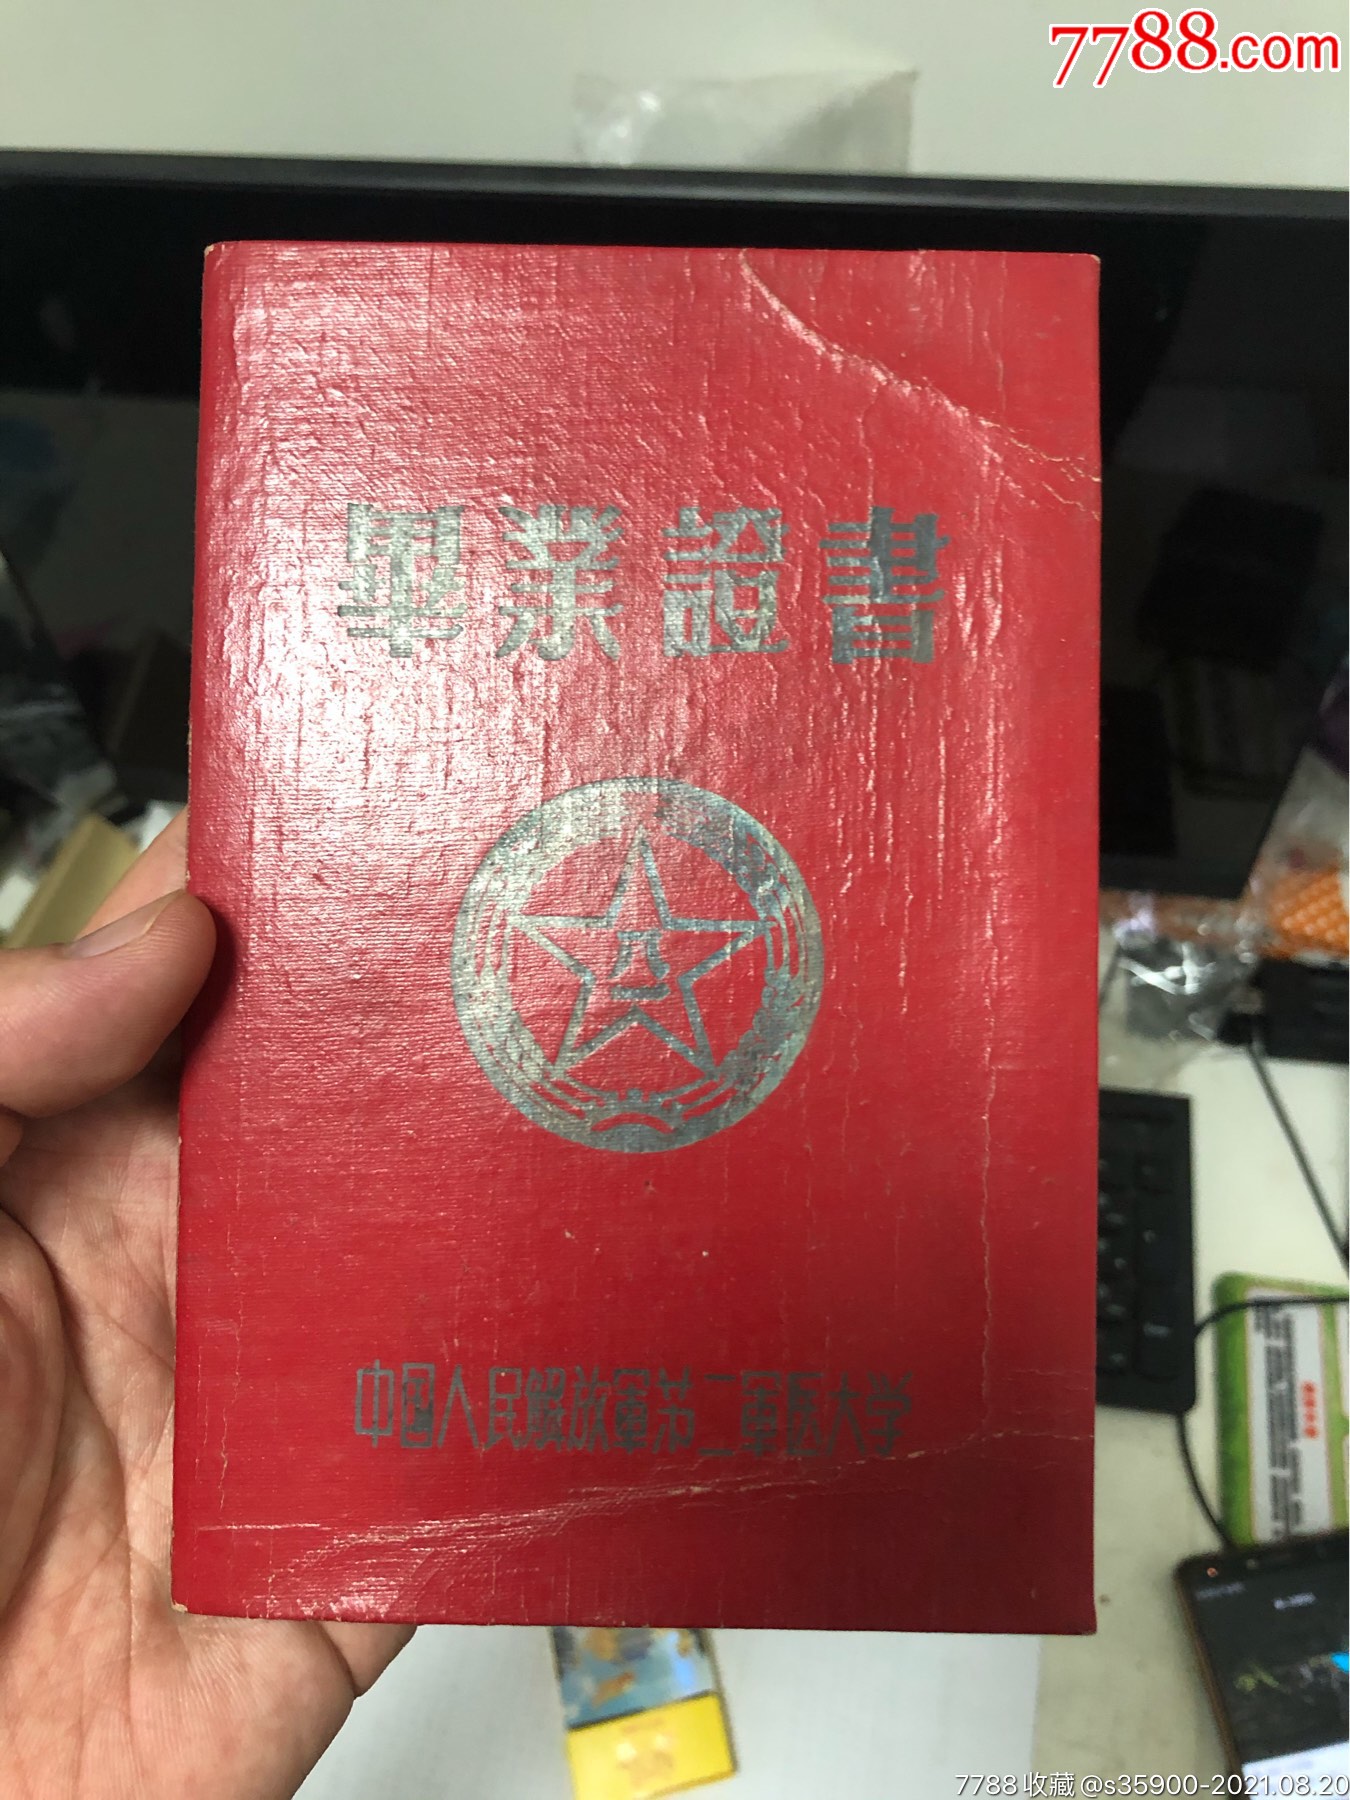 7788.com
畢業證書
八一
中国人民解放軍第二軍医大学
7788收藏@s35900-2021.08.20